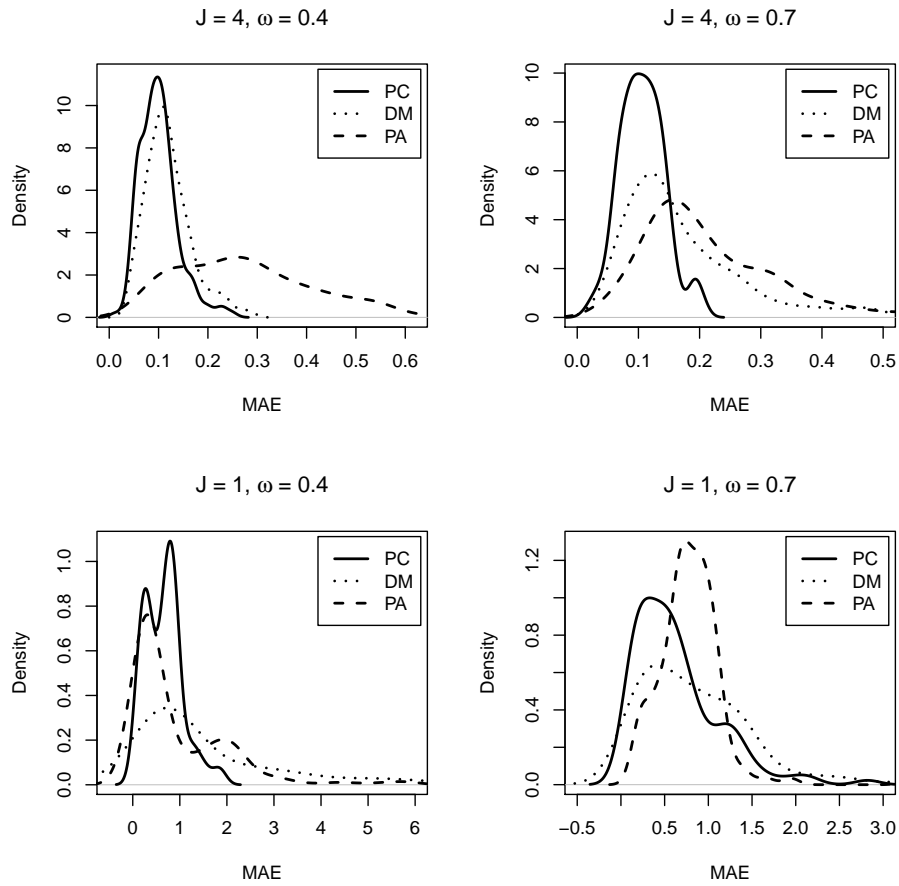 J = 4, ω = 0.4
Density
0 2 4 6 8 10
PC
DM
PA
0.0 0.1 0.2 0.3 0.4 0.5 0.6
MAE
J = 4, ω = 0.7
Density
0 2 4 6 8 10
PC
DM
PA
0.0 0.1 0.2 0.3 0.4 0.5
MAE
J = 1, ω = 0.4
Density
0.0 0.2 0.4 0.6 0.8 1.0
PC
DM
PA
0 1 2 3 4 5 6
MAE
J = 1, ω = 0.7
Density
0.0 0.4 0.8 1.2
PC
DM
PA
−0.5 0.5 1.0 1.5 2.0 2.5 3.0
MAE